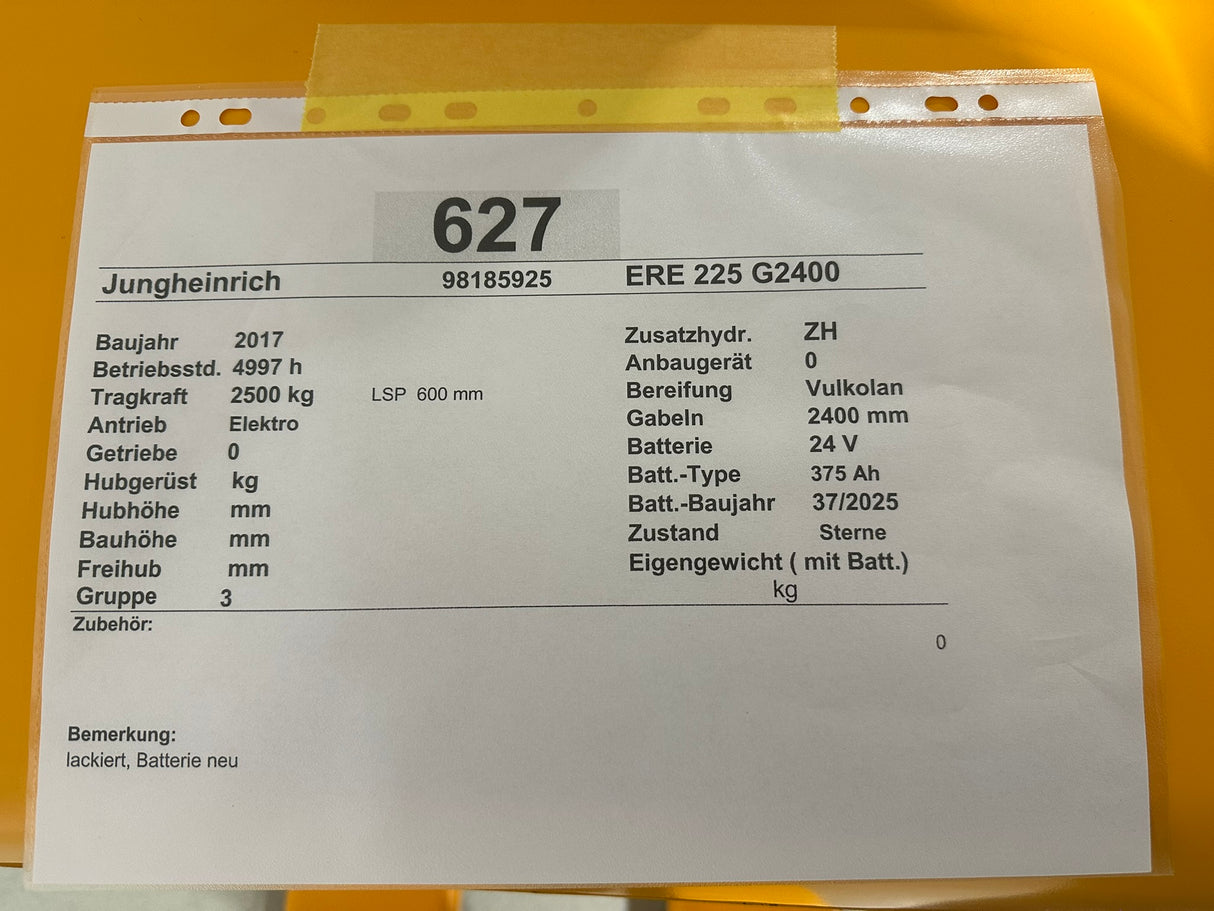 627
Jungheinrich 98185925 ERE 225 G2400
Baujahr 2017 Zusatzhydr. ZH
Betriebsstd. 4997 h Anbaugerät 0
Tragkraft 2500 kg LSP 600 mm Bereifung Vulkolan
Antrieb Elektro Gabeln 2400 mm
Getriebe 0 Batterie 24 V
Hubgerüst kg Batt.-Type 375 Ah
Hubhöhe mm Batt.-Baujahr 37/2025
Bauhöhe mm Zustand Sterne
Freihub mm Eigengewicht ( mit Batt.)
Gruppe 3 kg
Zubehör:
0
Bemerkung:
lackiert, Batterie neu